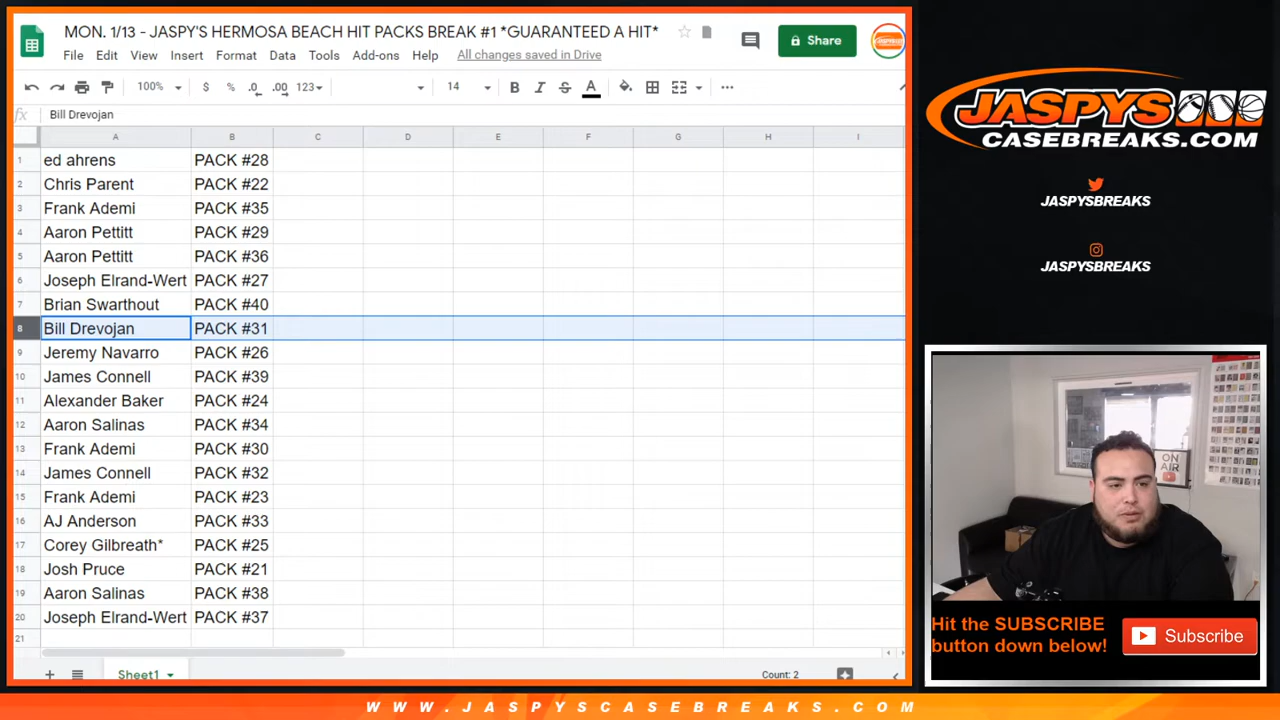 MON. 1/13 - JASPY'S HERMOSA BEACH HIT PACKS BREAK #1 *GUARANTEED A HIT*
Share
File Edit View Insert Format Data Tools Add-ons Help All changes saved in Drive
100% $ % .0 .00 123 14 B I S A
fx Bill Drevojan
A B C D E F G H I
1 ed ahrens PACK #28
2 Chris Parent PACK #22
3 Frank Ademi PACK #35
4 Aaron Pettitt PACK #29
5 Aaron Pettitt PACK #36
6 Joseph Elrand-Wert PACK #27
7 Brian Swarthout PACK #40
8 Bill Drevojan PACK #31
9 Jeremy Navarro PACK #26
10 James Connell PACK #39
11 Alexander Baker PACK #24
12 Aaron Salinas PACK #34
13 Frank Ademi PACK #30
14 James Connell PACK #32
15 Frank Ademi PACK #23
16 AJ Anderson PACK #33
17 Corey Gilbreath* PACK #25
18 Josh Pruce PACK #21
19 Aaron Salinas PACK #38
20 Joseph Elrand-Wert PACK #37
21
Sheet1 Count: 2
JASPYS
CASEBREAKS.COM
JASPYSBREAKS
JASPYSBREAKS
ON
AIR
Hit the SUBSCRIBE
button down below!
Subscribe
WWW.JASPYSCASEBREAKS.COM